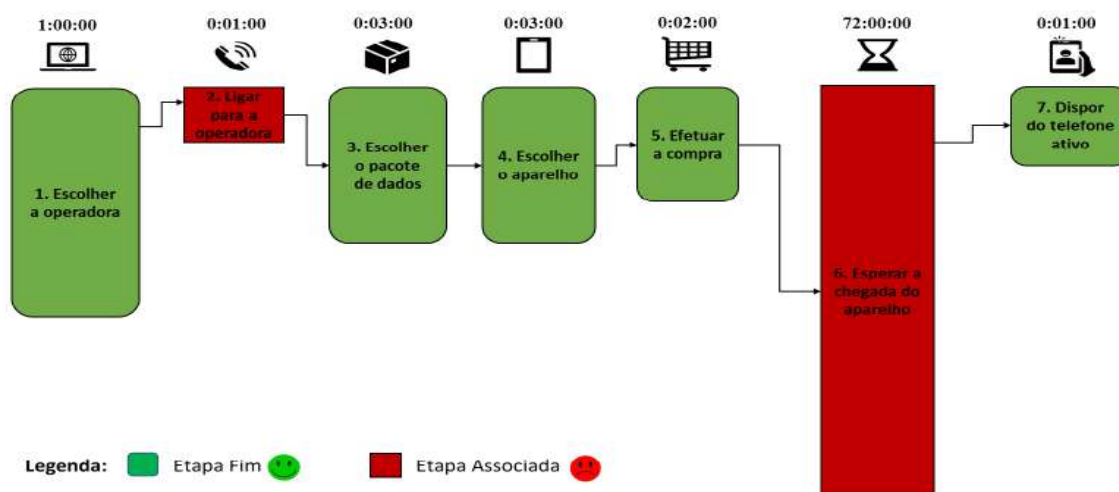 1:00:00
0:01:00
0:03:00
0:03:00
0:02:00
72:00:00
0:01:00
1. Escolher
a operadora
2. Ligar
para a
operadora
3. Escolher
o pacote
de dados
4. Escolher
o aparelho
5. Efetuar
a compra
6. Esperar a
chegada do
aparelho
7. Dispor
do telefone
ativo
Legenda:
Etapa Fim
Etapa Associada